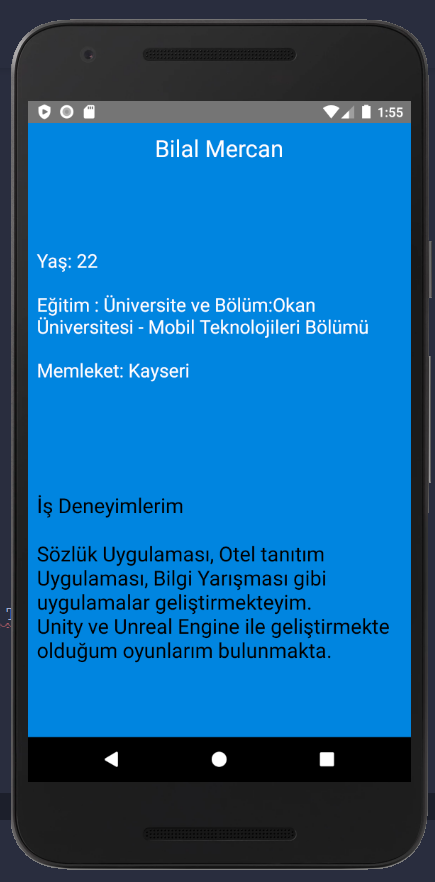 1:55
Bilal Mercan
Yaş: 22
Eğitim : Üniversite ve Bölüm:Okan
Üniversitesi - Mobil Teknolojileri Bölümü
Memleket: Kayseri
İş Deneyimlerim
Sözlük Uygulaması, Otel tanıtım
Uygulaması, Bilgi Yarışması gibi
uygulamalar geliştirmekteyim.
Unity ve Unreal Engine ile geliştirmekte
olduğum oyunlarım bulunmakta.